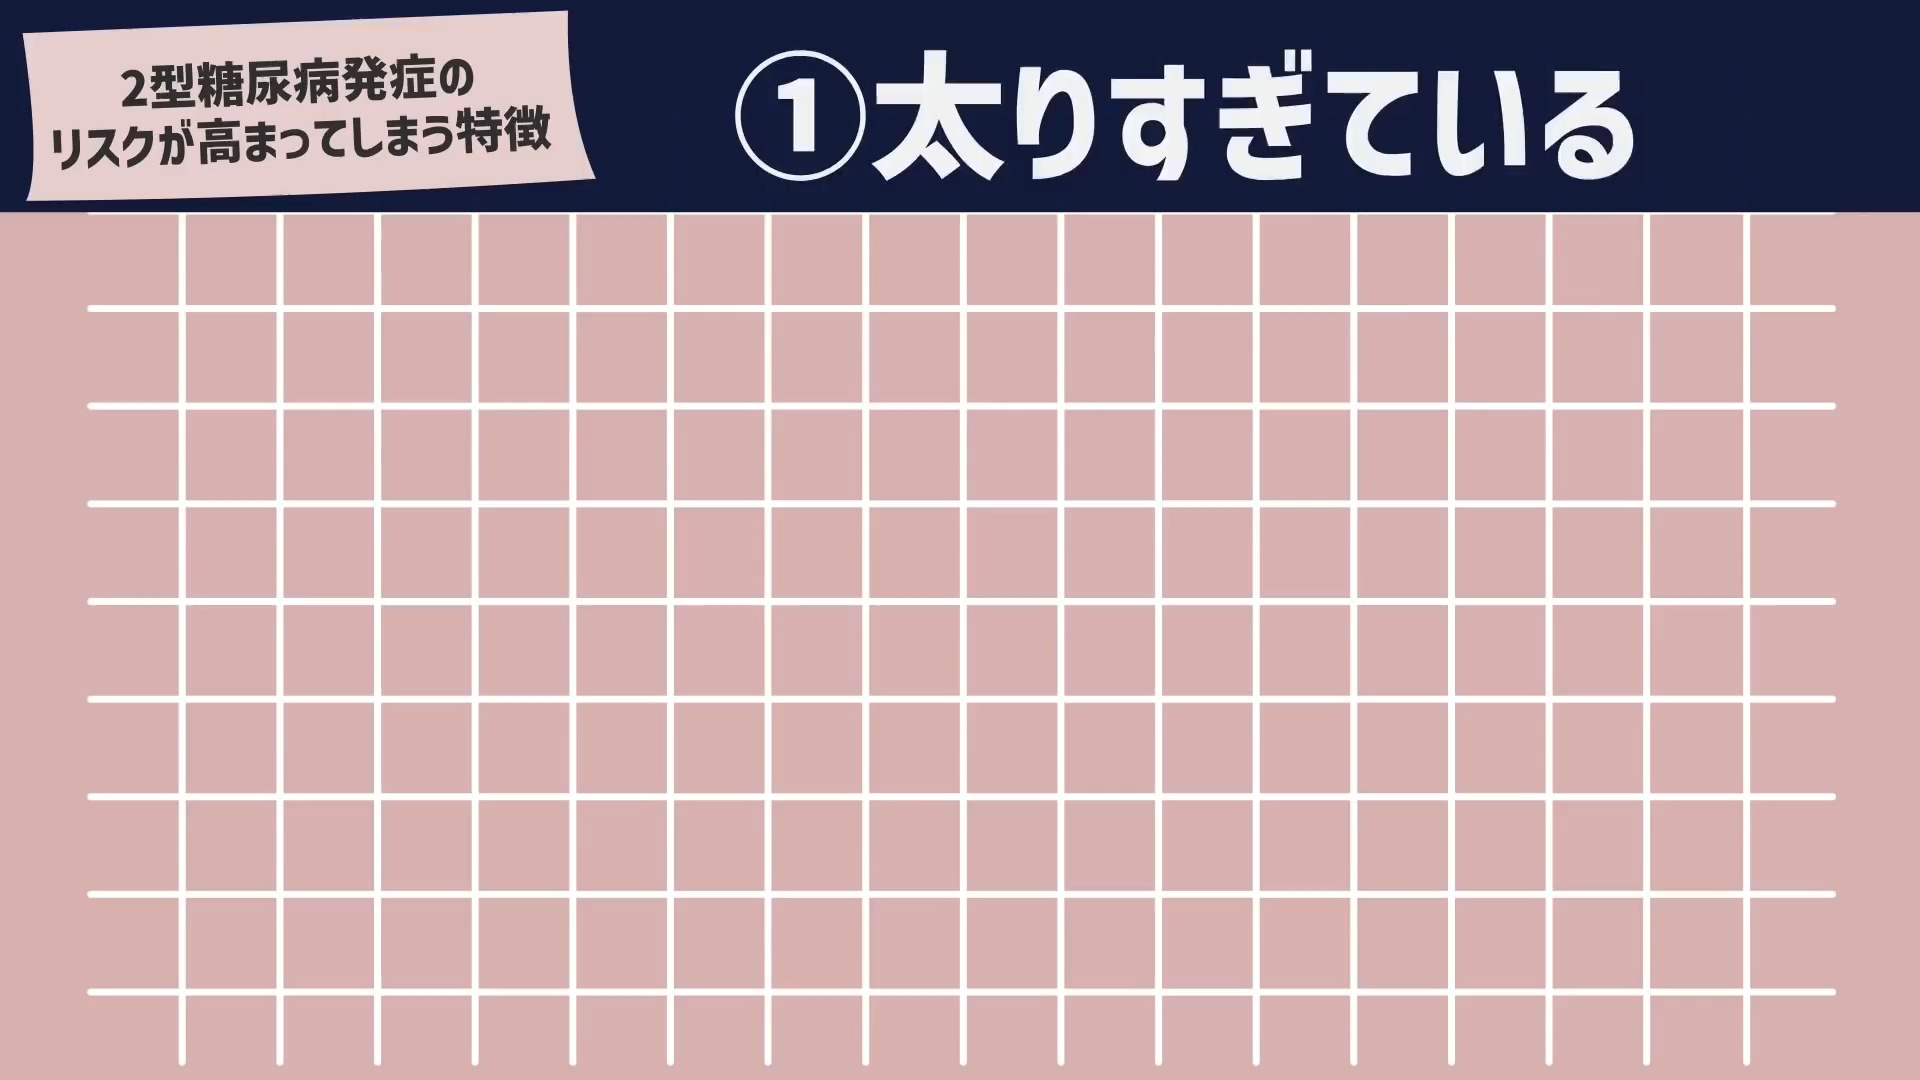 2型糖尿病発症の
リスクが高まってしまう特徴
①太りすぎている